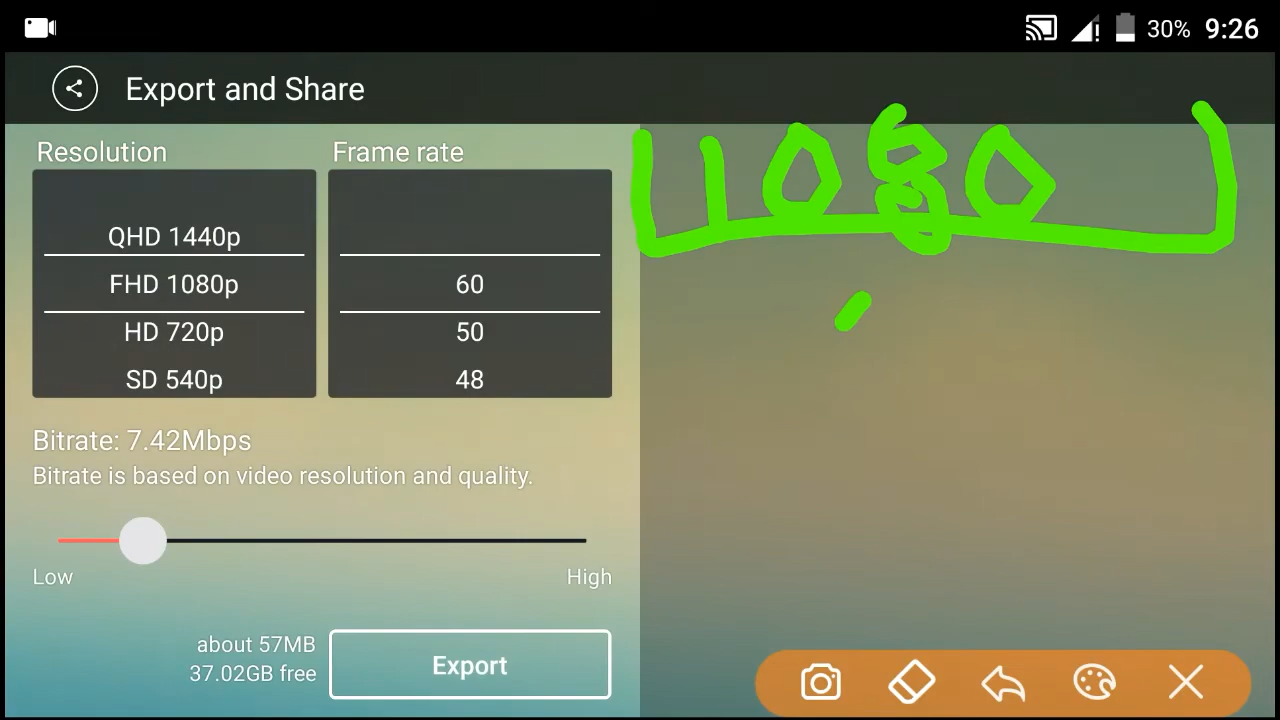 30% 9:26
Export and Share
Resolution Frame rate
1080
QHD 1440p
FHD 1080p 60
HD 720p 50
SD 540p 48
Bitrate: 7.42Mbps
Bitrate is based on video resolution and quality.
Low High
about 57MB
37.02GB free
Export